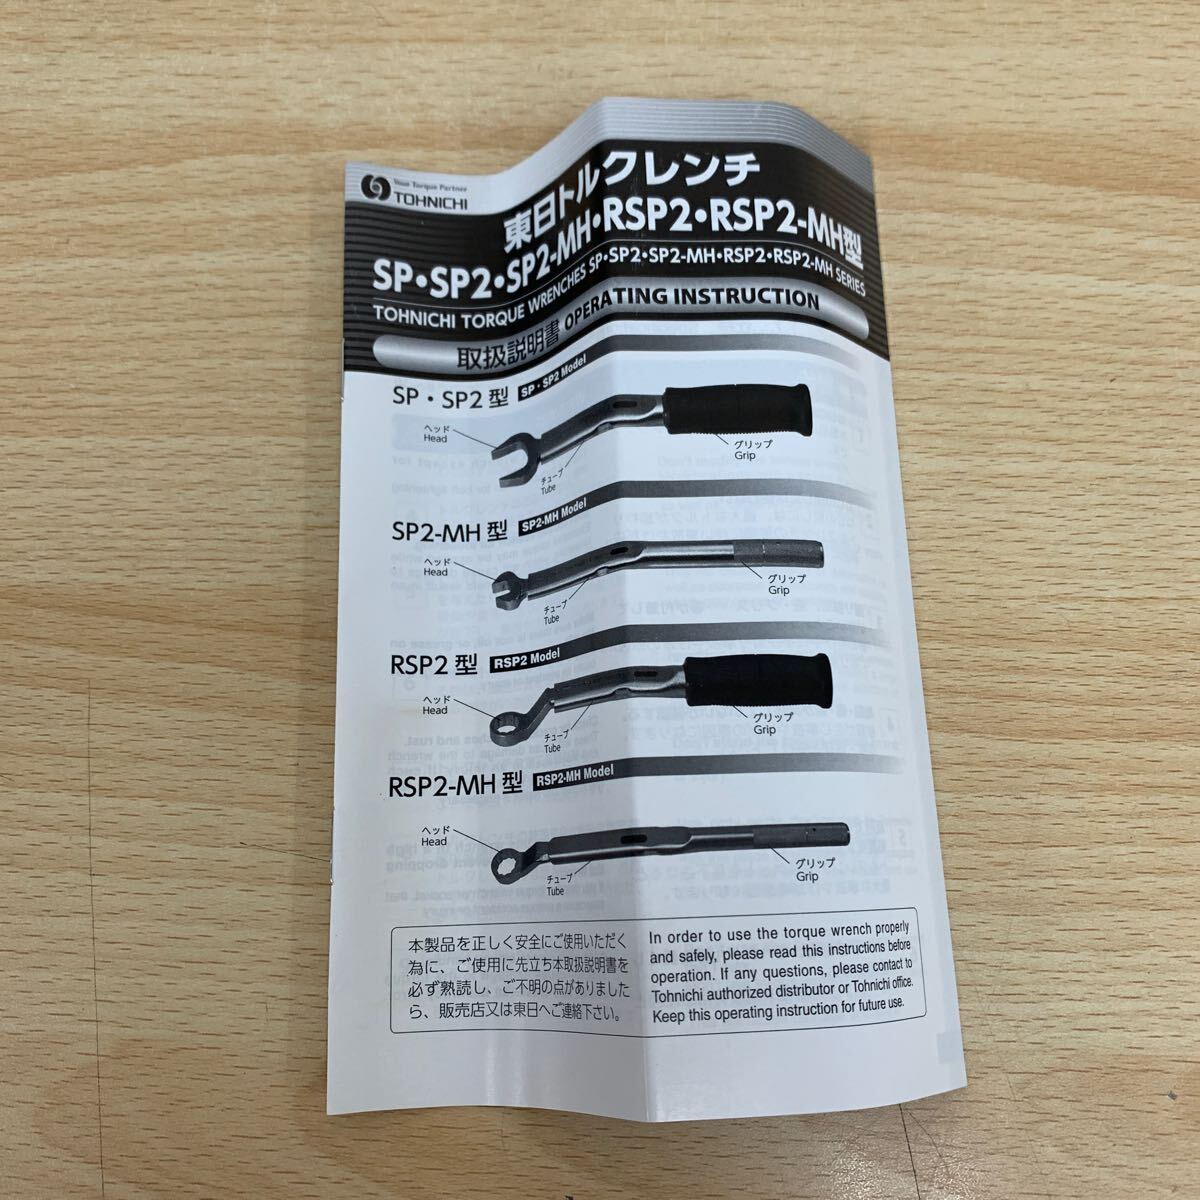 Your Torque Partner
TOHNICHI
東日トルクレンチ
SP・SP2・SP2-MH・RSP2・RSP2-MH型
TOHNICHI TORQUE WRENCHES SP・SP2・SP2-MH・RSP2・RSP2-MH SERIES
取扱説明書 OPERATING INSTRUCTION
SP・SP2 型 SP・SP2 Model
ヘッド
Head
チューブ
Tube
グリップ
Grip
SP2-MH 型 SP2-MH Model
ヘッド
Head
チューブ
Tube
グリップ
Grip
RSP2 型 RSP2 Model
ヘッド
Head
チューブ
Tube
グリップ
Grip
RSP2-MH 型 RSP2-MH Model
ヘッド
Head
チューブ
Tube
グリップ
Grip
本製品を正しく安全にご使用いただく
為に、ご使用に先立ち本取扱説明書を
必ず熟読し、ご不明の点がありました
ら、販売店又は東日へご連絡下さい。
In order to use the torque wrench properly
and safely, please read this instructions before
operation. If any questions, please contact to
Tohnichi authorized distributor or Tohnichi office.
Keep this operating instruction for future use.